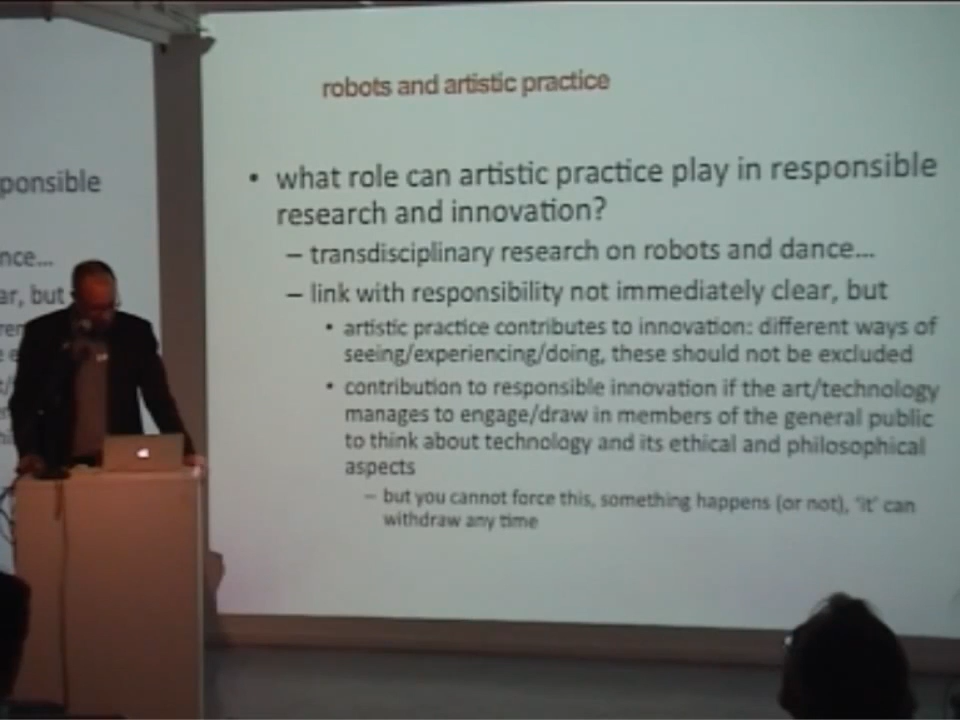 robots and artistic practice
• what role can artistic practice play in responsible
research and innovation?
– transdisciplinary research on robots and dance...
– link with responsibility not immediately clear, but
• artistic practice contributes to innovation: different ways of
seeing/experiencing/doing, these should not be excluded
• contribution to responsible innovation if the art/technology
manages to engage/draw in members of the general public
to think about technology and its ethical and philosophical
aspects
– but you cannot force this, something happens (or not), 'it' can
withdraw any time
ponsible
nce...
ar, but